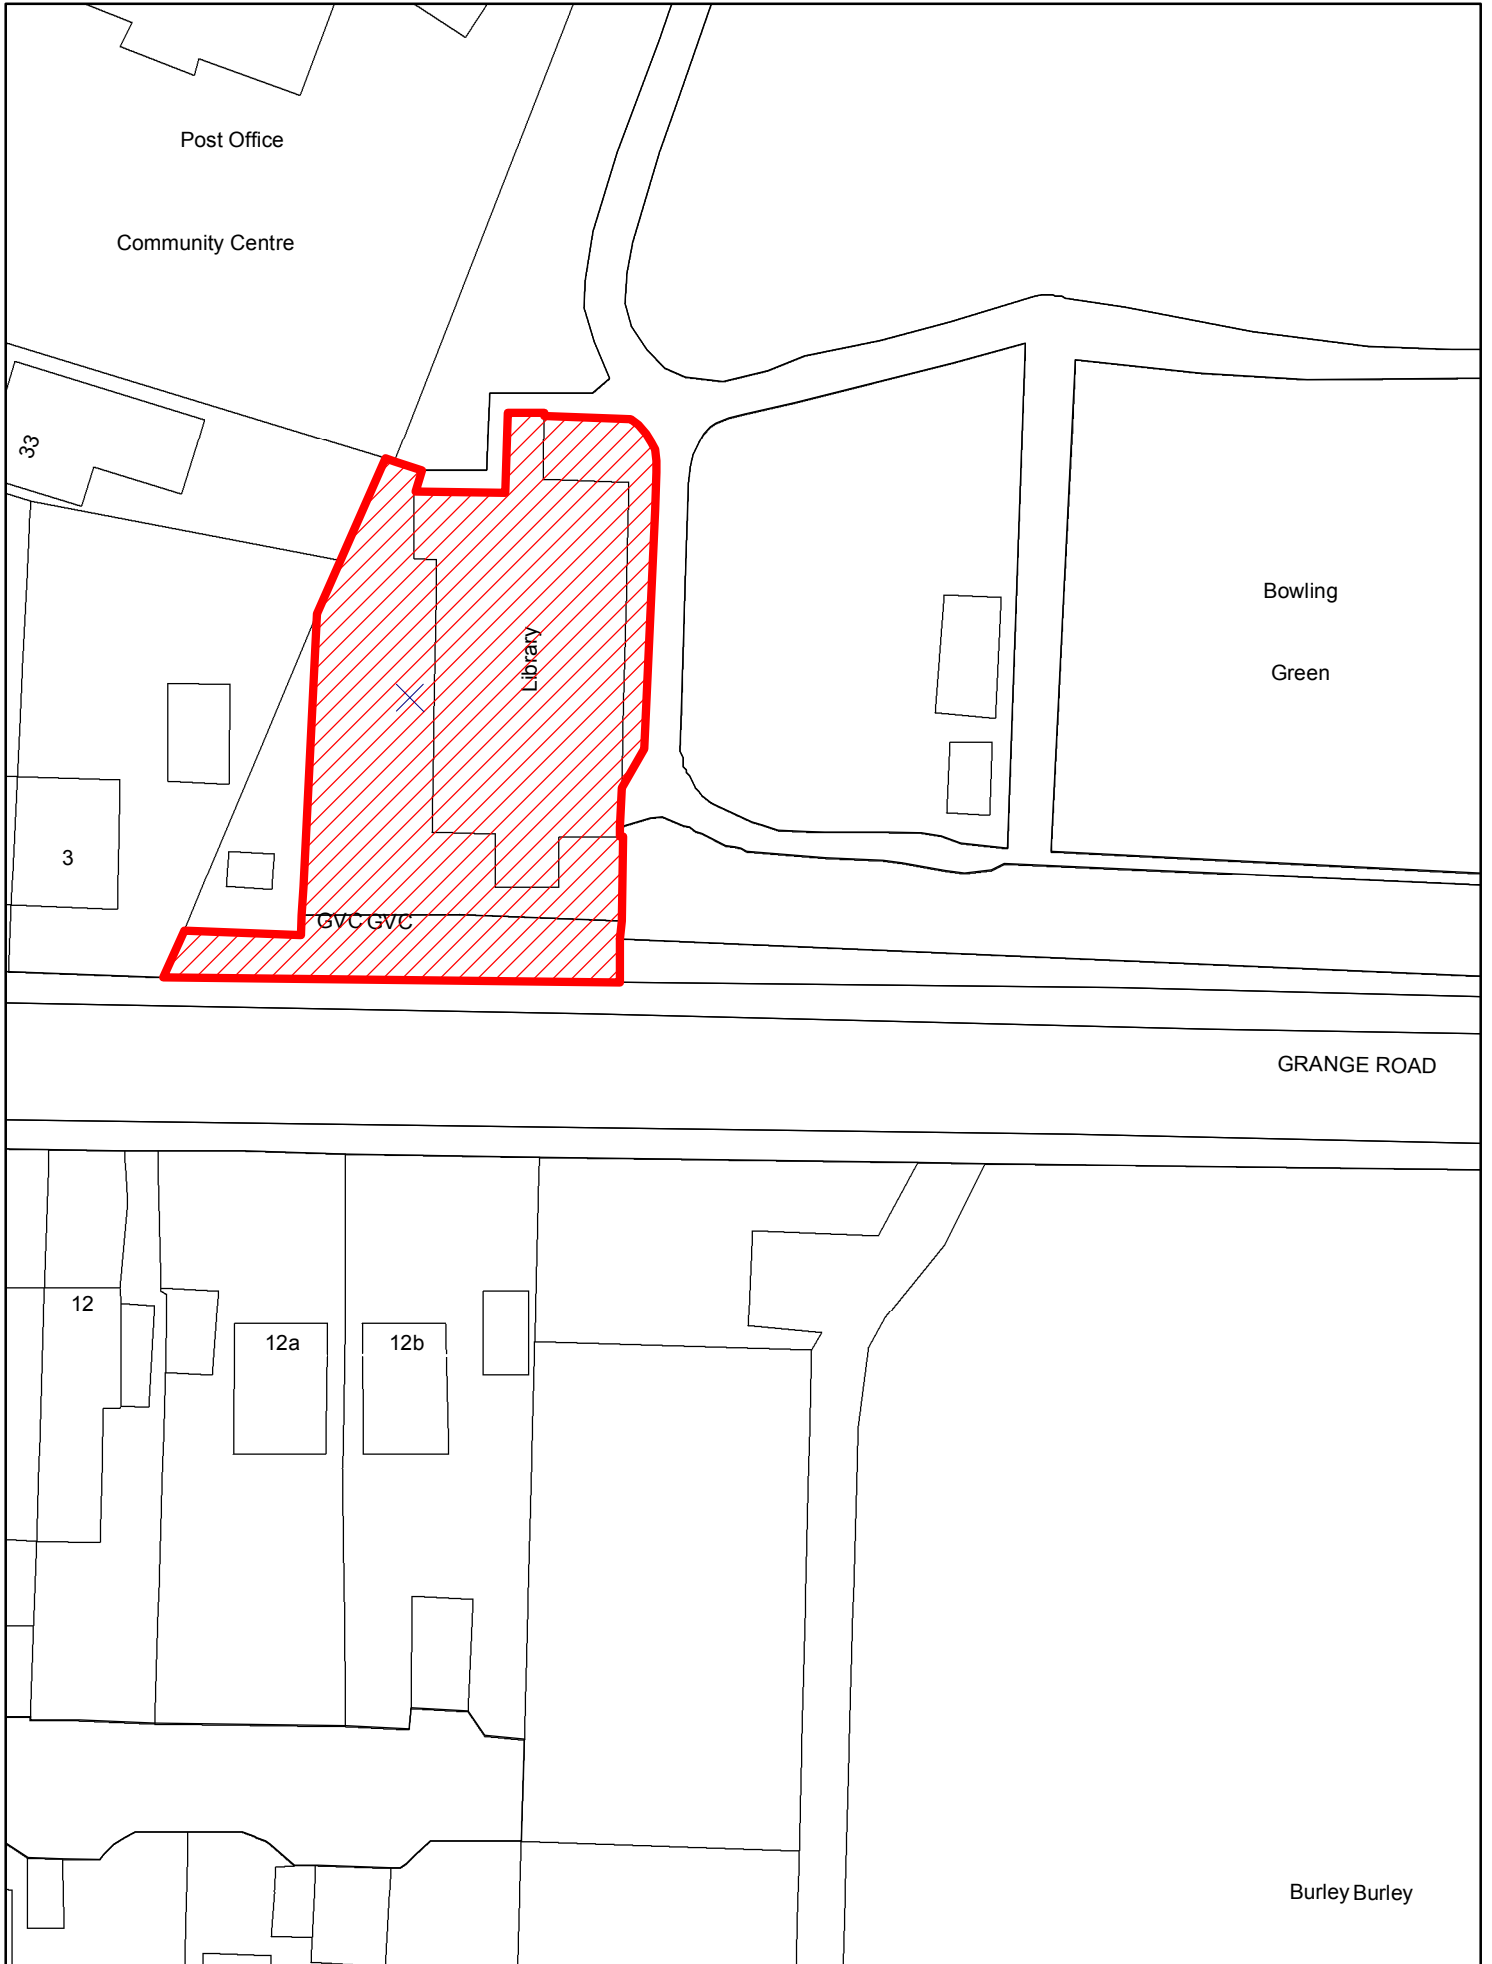 Post Office
Community Centre
33
Bowling
Library
Green
3
GVC GVC
GRANGE ROAD
12
12a
12b
Burley Burley